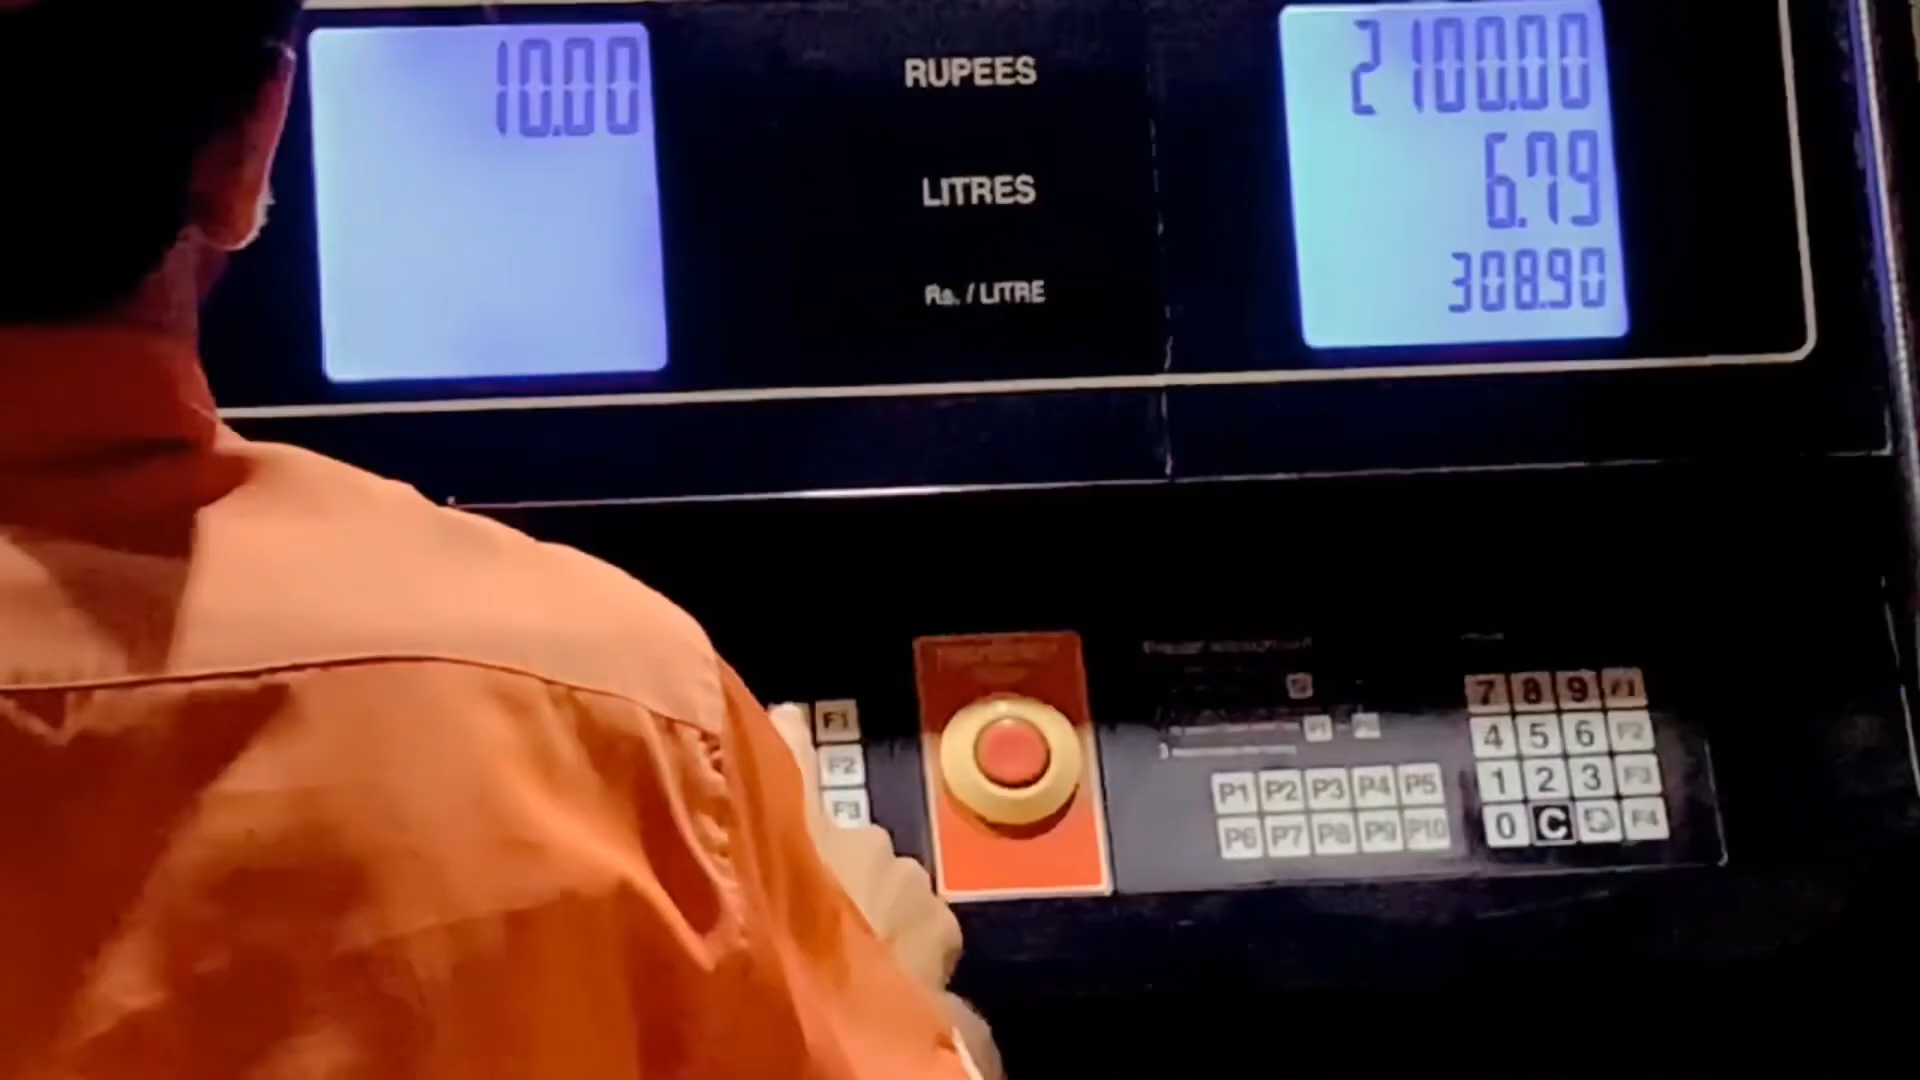 10.00
RUPEES
2100.00
LITRES
6.79
Rs. / LITRE
308.90
F1
F2
F3
P1 P2 P3 P4 P5
P6 P7 P8 P9 P10
7 8 9 F1
4 5 6 F2
1 2 3 F3
0 C F4